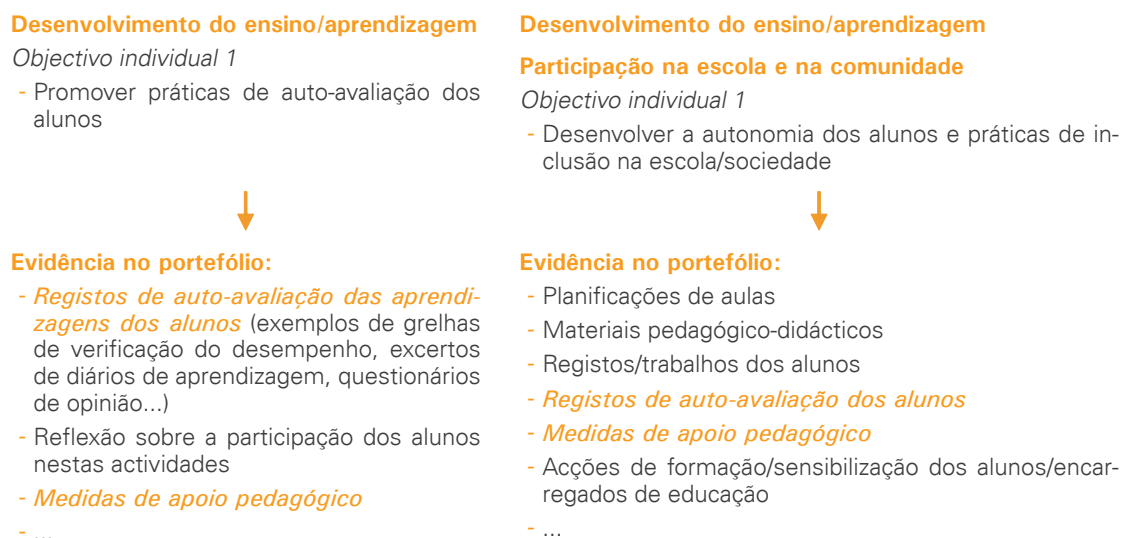 Desenvolvimento do ensino/aprendizagem
Objectivo individual 1
- Promover práticas de auto-avaliação dos
alunos
Evidência no portefólio:
- Registos de auto-avaliação das aprendi-
zagens dos alunos (exemplos de grelhas
de verificação do desempenho, excertos
de diários de aprendizagem, questionários
de opinião...)
- Reflexão sobre a participação dos alunos
nestas actividades
- Medidas de apoio pedagógico
- ...
Desenvolvimento do ensino/aprendizagem
Participação na escola e na comunidade
Objectivo individual 1
- Desenvolver a autonomia dos alunos e práticas de in-
clusão na escola/sociedade
Evidência no portefólio:
- Planificações de aulas
- Materiais pedagógico-didácticos
- Registos/trabalhos dos alunos
- Registos de auto-avaliação dos alunos
- Medidas de apoio pedagógico
- Acções de formação/sensibilização dos alunos/encar-
regados de educação
- ...